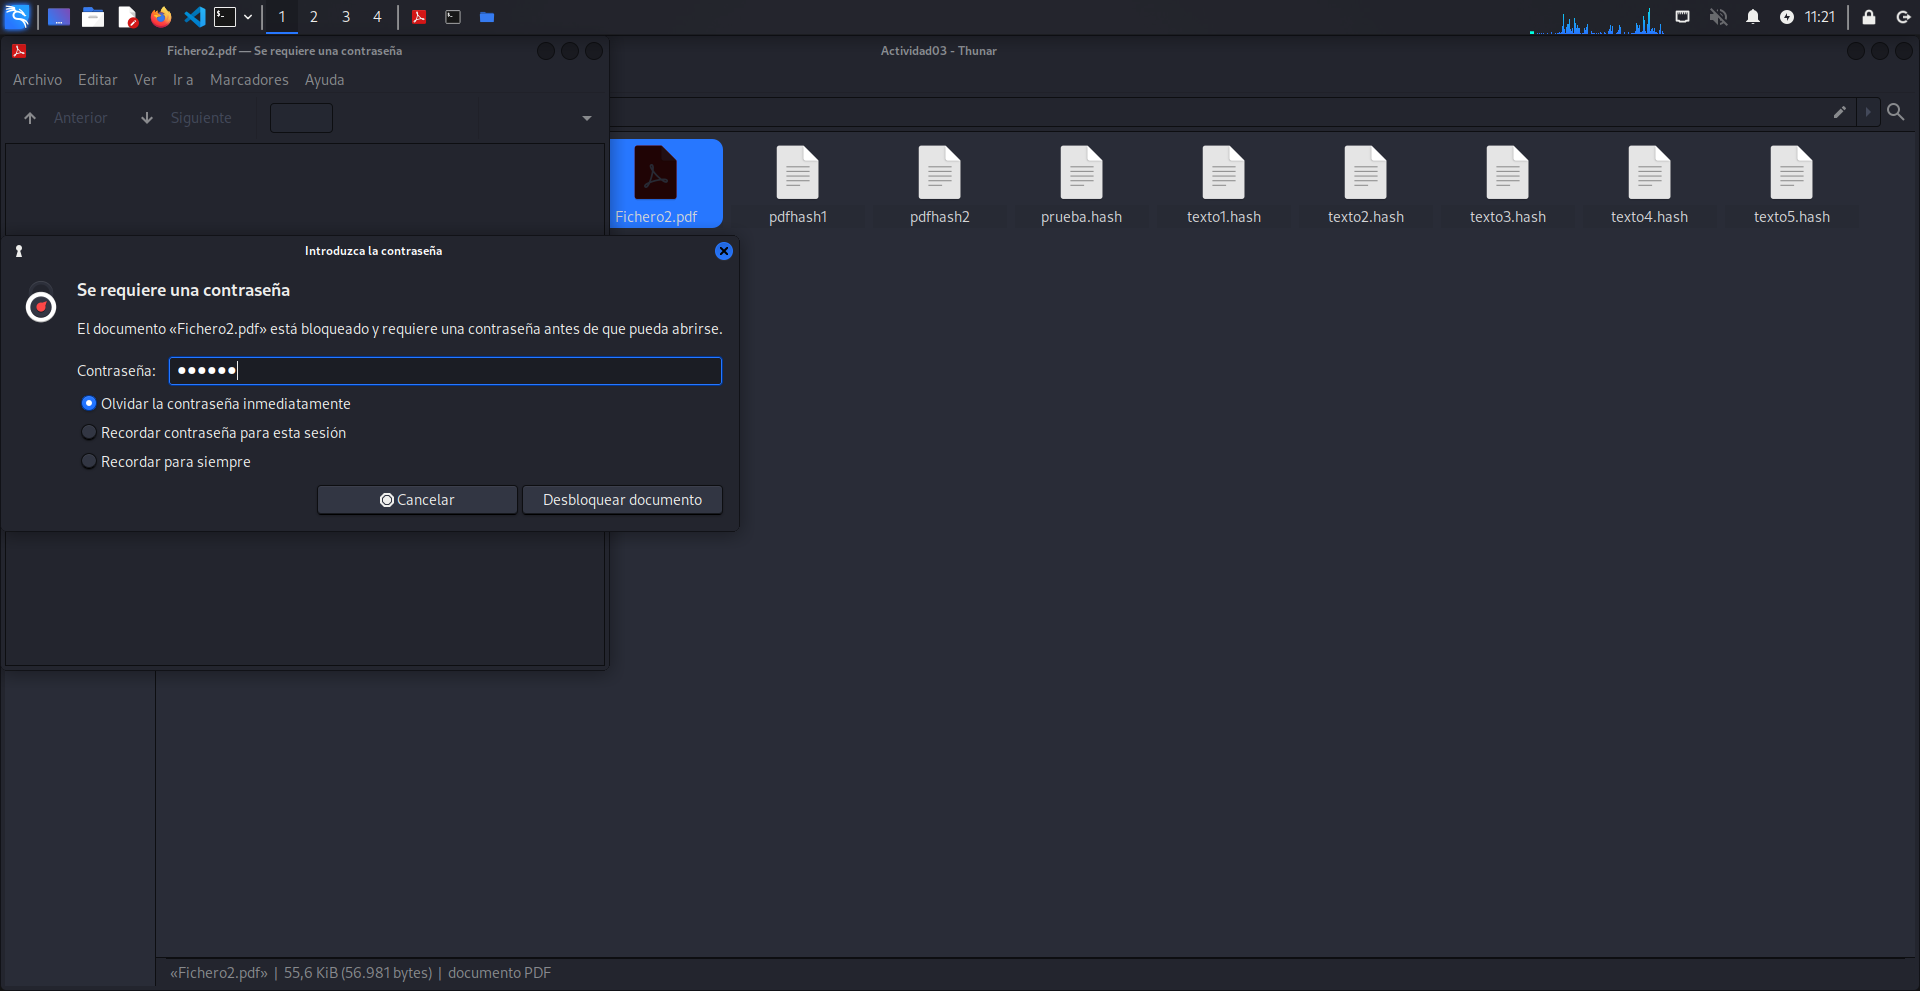 1 2 3 4
11:21
Fichero2.pdf — Se requiere una contraseña
Actividad03 - Thunar
Archivo Editar Ver Ir a Marcadores Ayuda
Anterior Siguiente
Fichero2.pdf pdfhash1 pdfhash2 prueba.hash texto1.hash texto2.hash texto3.hash texto4.hash texto5.hash
Introduzca la contraseña
Se requiere una contraseña
El documento «Fichero2.pdf» está bloqueado y requiere una contraseña antes de que pueda abrirse.
Contraseña: ●●●●●●
Olvidar la contraseña inmediatamente
Recordar contraseña para esta sesión
Recordar para siempre
Cancelar Desbloquear documento
«Fichero2.pdf» | 55,6 KiB (56.981 bytes) | documento PDF